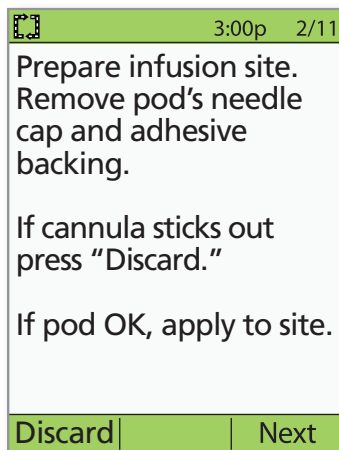 3:00p 2/11
Prepare infusion site.
Remove pod's needle
cap and adhesive
backing.
If cannula sticks out
press “Discard.”
If pod OK, apply to site.
Discard Next